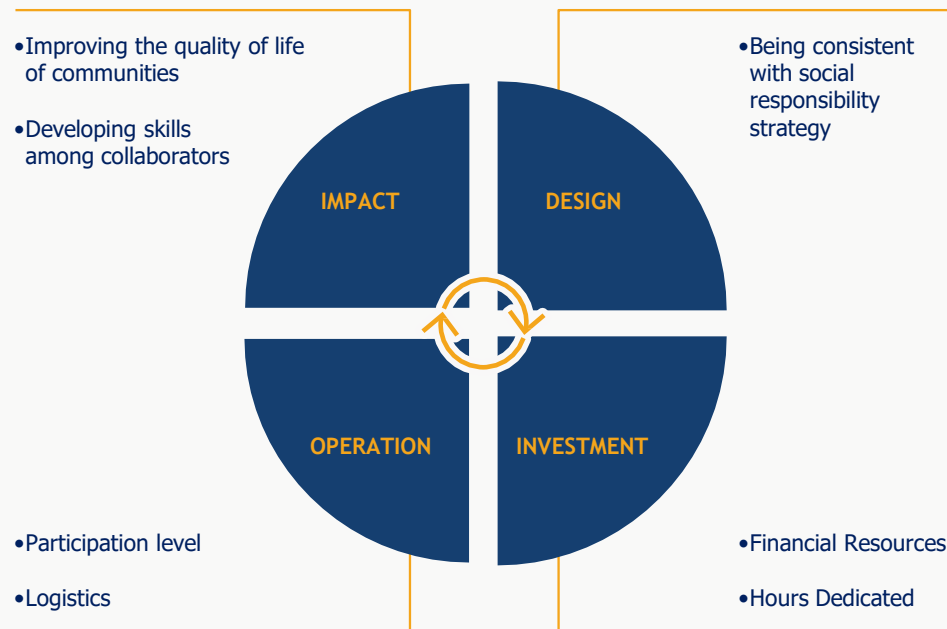 •Improving the quality of life
of communities
•Developing skills
among collaborators
•Being consistent
with social
responsibility
strategy
IMPACT
DESIGN
OPERATION
INVESTMENT
•Participation level
•Logistics
•Financial Resources
•Hours Dedicated